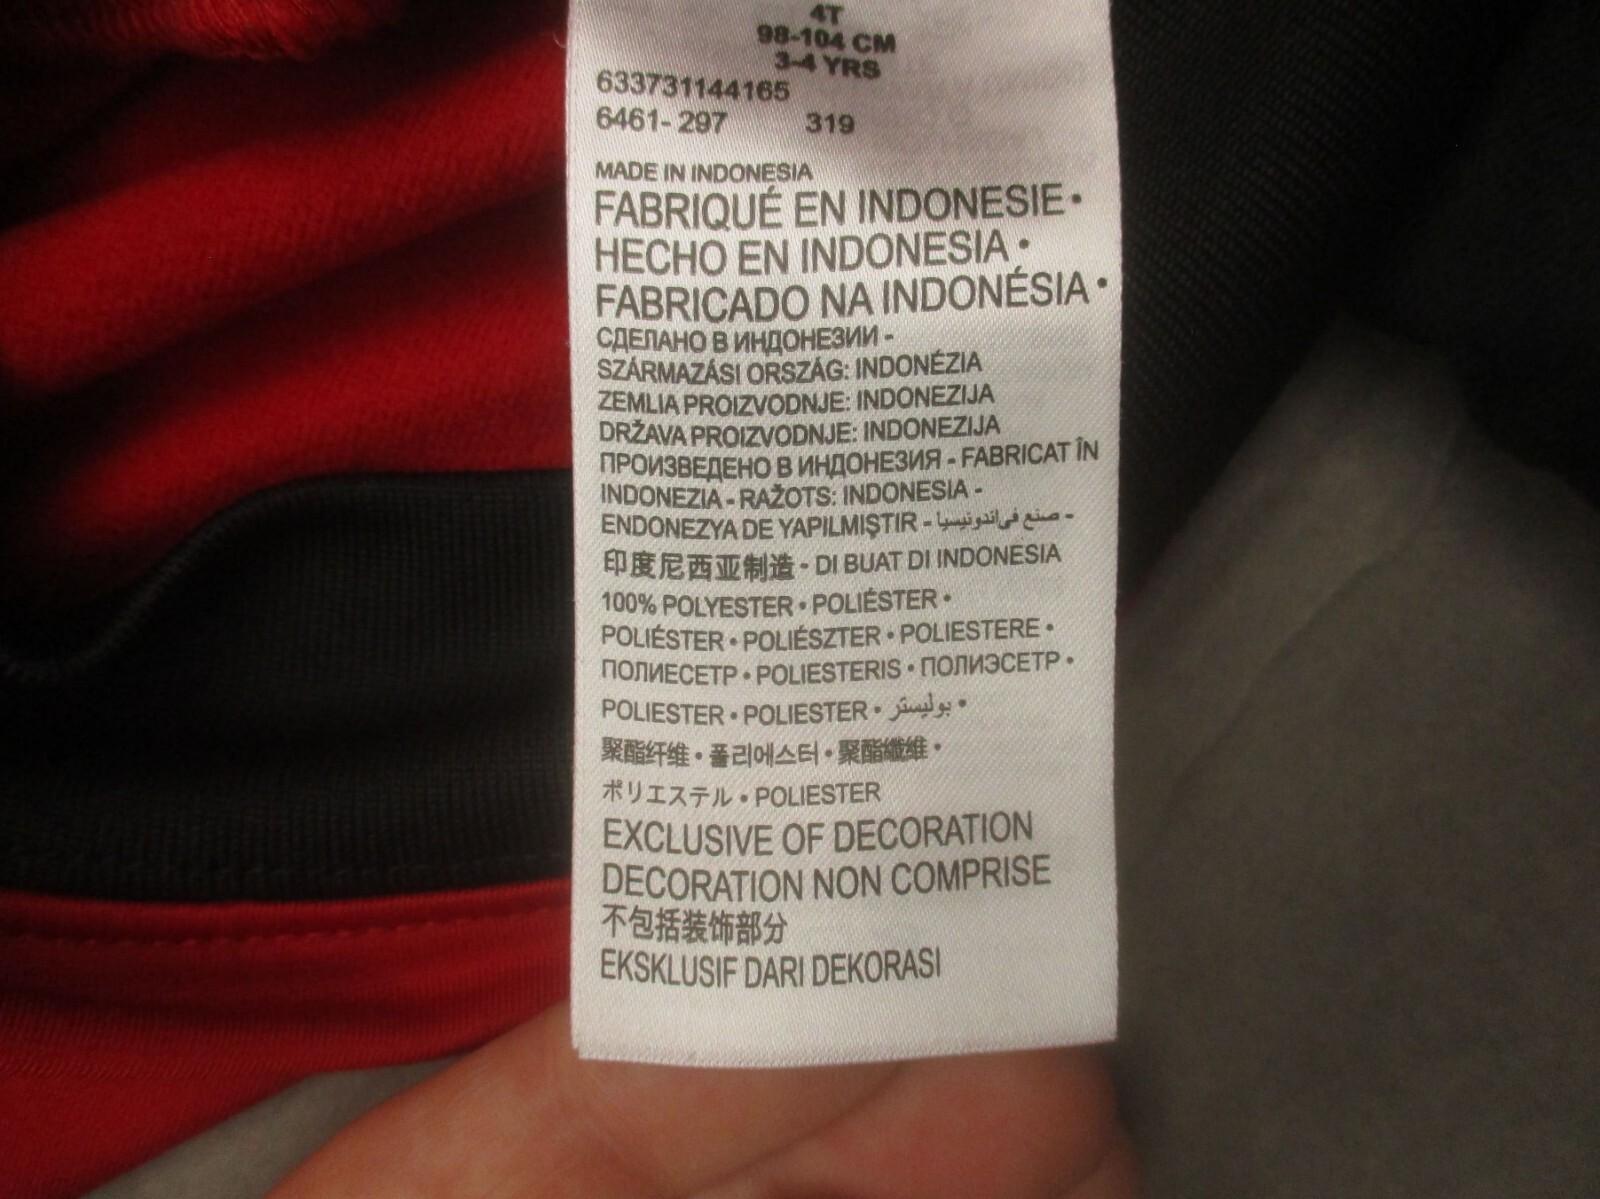 4T
98-104 CM
3-4 YRS
633731144165
6461- 297 319
MADE IN INDONESIA
FABRIQUÉ EN INDONESIE •
HECHO EN INDONESIA •
FABRICADO NA INDONÉSIA •
СДЕЛАНО В ИНДОНЕЗИИ -
SZÁRMAZÁSI ORSZÁG: INDONÉZIA
ZEMLIA PROIZVODNJE: INDONEZIJA
DRŽAVA PROIZVODNJE: INDONEZIJA
ПРОИЗВЕДЕНО В ИНДОНЕЗИЯ - FABRICAT ÎN
INDONEZIA - RAŽOTS: INDONESIA -
ENDONEZYA DE YAPILMIŞTIR - صنع في اندونيسيا -
印度尼西亚制造 - DI BUAT DI INDONESIA
100% POLYESTER • POLIÉSTER •
POLIÉSTER • POLIÉSZTER • POLIESTERE •
ПОЛИЕСЕТР • POLIESTERIS • ПОЛИЭСЕТР •
POLIESTER • POLIESTER • بوليستر •
聚酯纤维 • 폴리에스터 • 聚酯纖维 •
ポリエステル • POLIESTER
EXCLUSIVE OF DECORATION
DECORATION NON COMPRISE
不包括装饰部分
EKSKLUSIF DARI DEKORASI